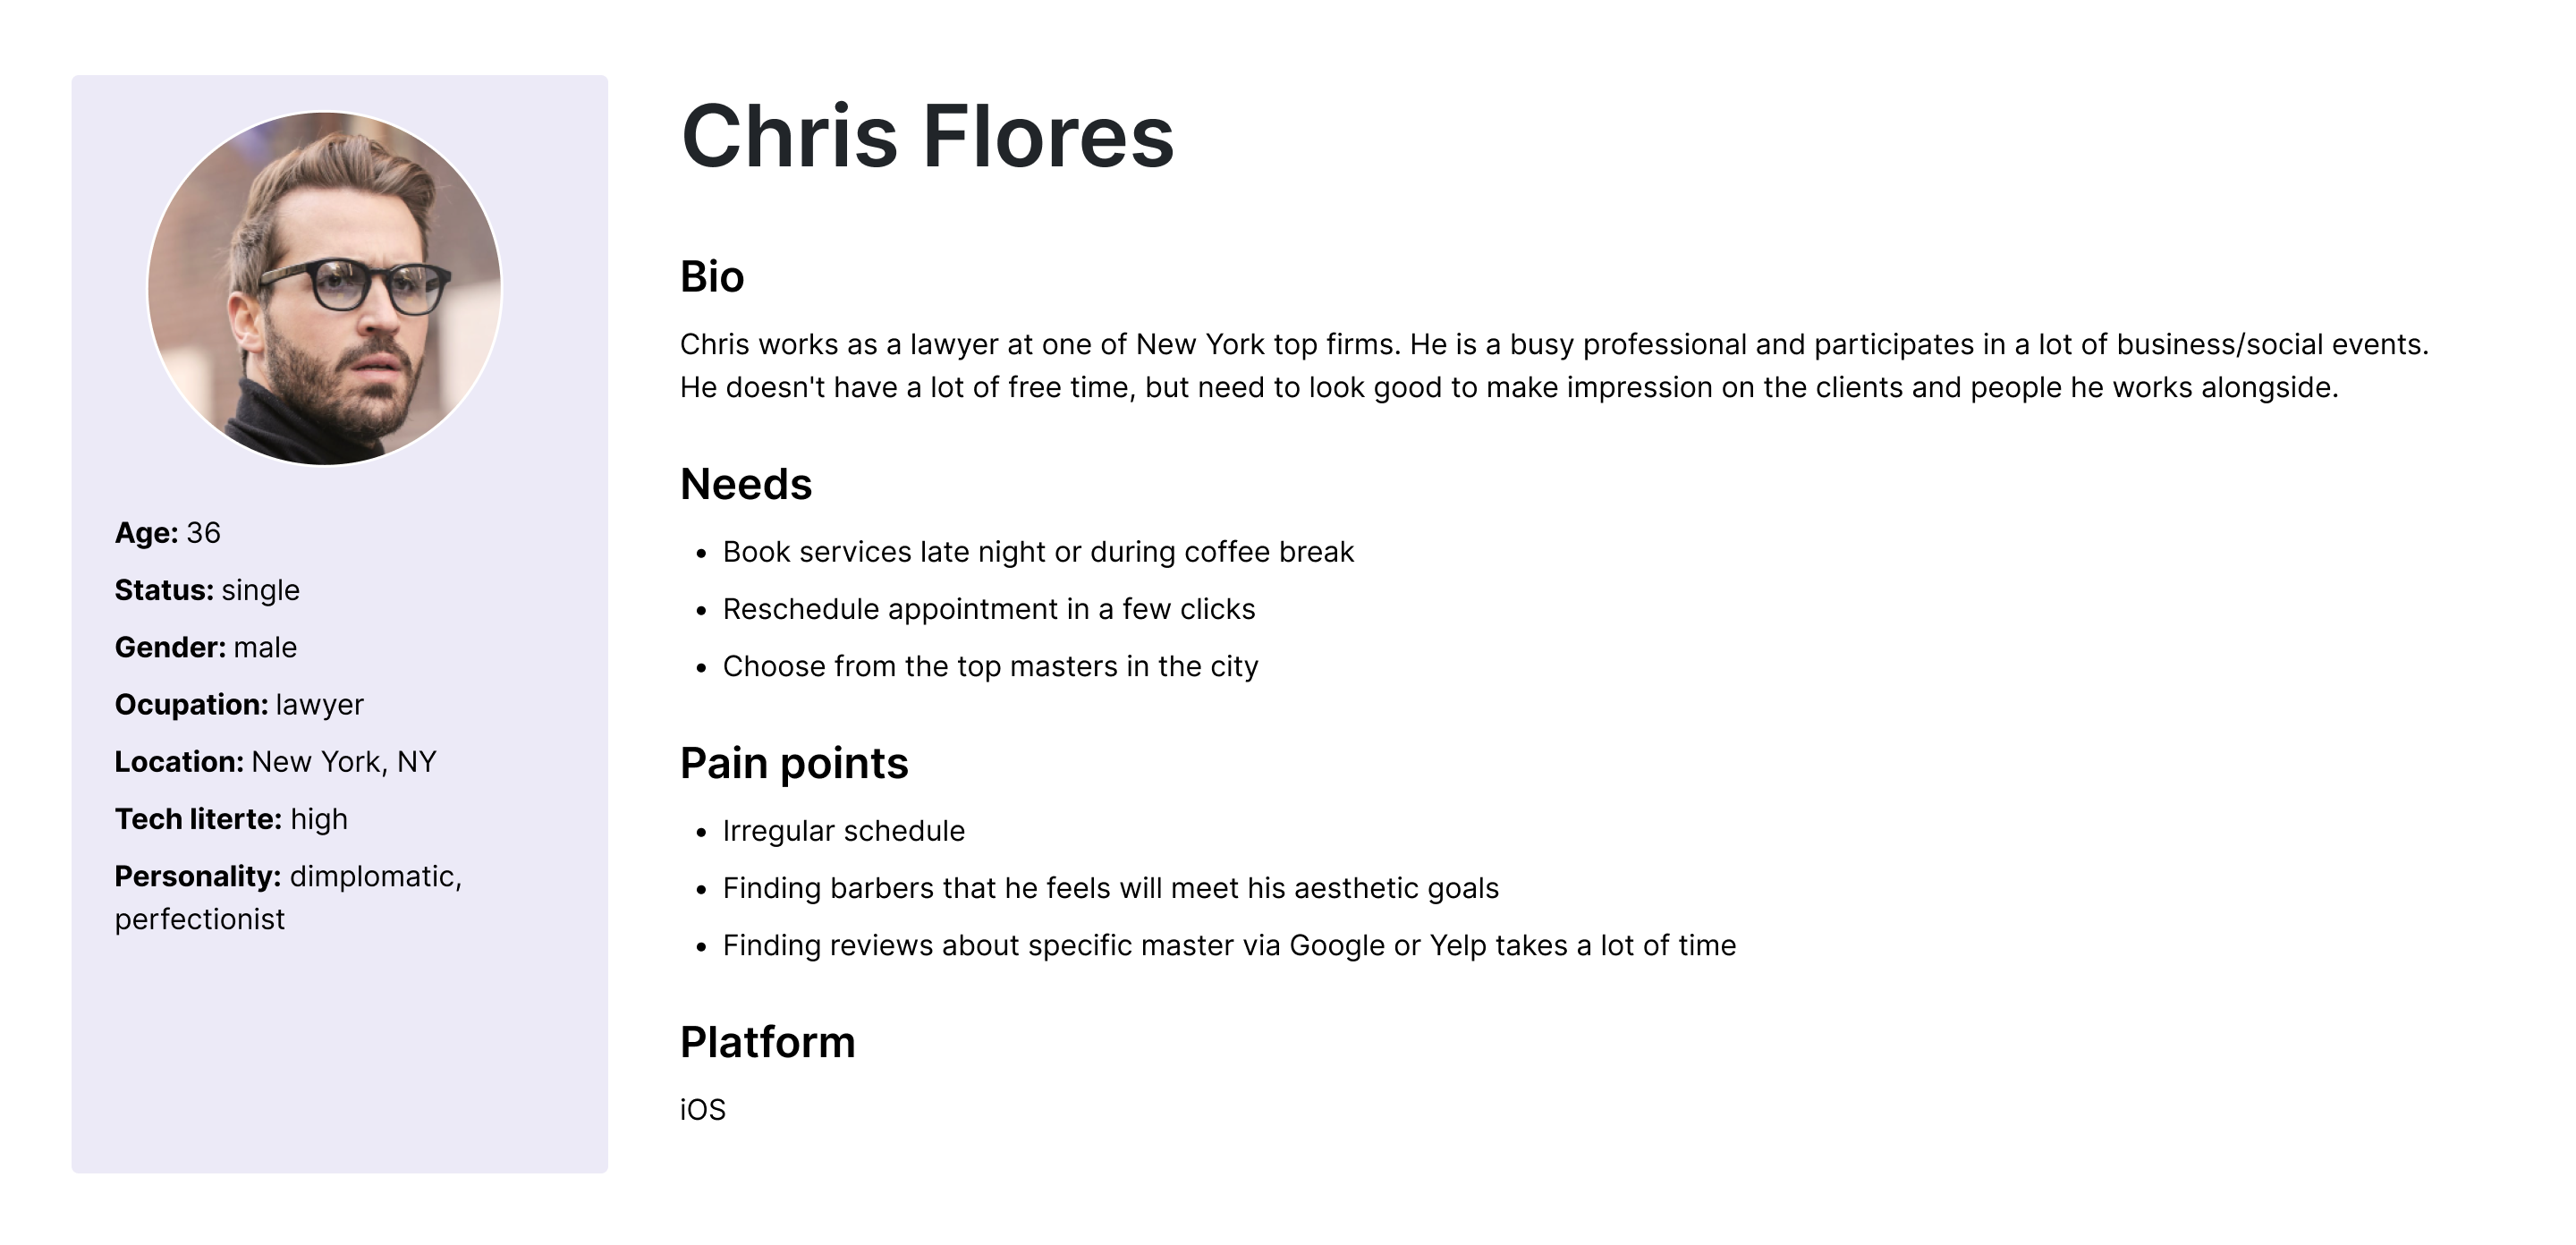 Chris Flores
Age: 36
Status: single
Gender: male
Ocupation: lawyer
Location: New York, NY
Tech literte: high
Personality: dimplomatic,
perfectionist
Bio
Chris works as a lawyer at one of New York top firms. He is a busy professional and participates in a lot of business/social events.
He doesn't have a lot of free time, but need to look good to make impression on the clients and people he works alongside.
Needs
• Book services late night or during coffee break
• Reschedule appointment in a few clicks
• Choose from the top masters in the city
Pain points
• Irregular schedule
• Finding barbers that he feels will meet his aesthetic goals
• Finding reviews about specific master via Google or Yelp takes a lot of time
Platform
iOS